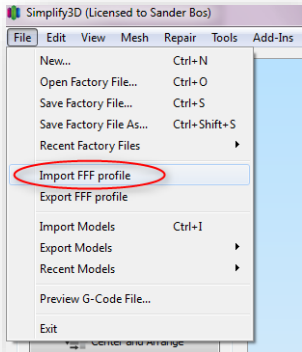 Simplify3D (Licensed to Sander Bos)
File Edit View Mesh Repair Tools Add-Ins
New... Ctrl+N
Open Factory File... Ctrl+O
Save Factory File... Ctrl+S
Save Factory File As... Ctrl+Shift+S
Recent Factory Files
Import FFF profile
Export FFF profile
Import Models Ctrl+I
Export Models
Recent Models
Preview G-Code File...
Exit
Center and Arrange